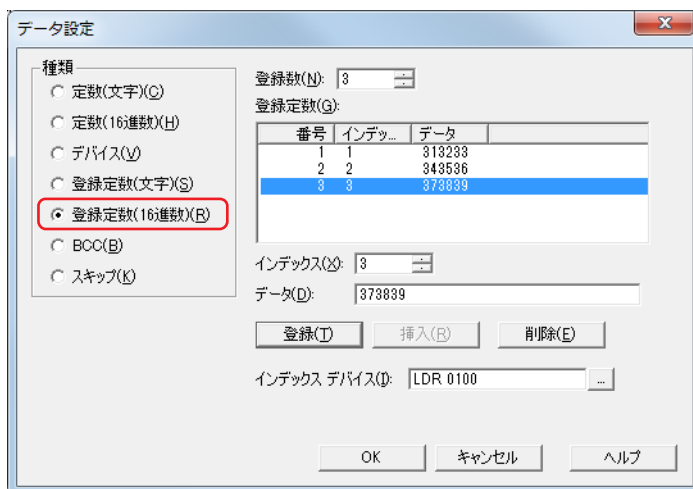 データ設定
種類
定数(文字)(C)
定数(16進数)(H)
デバイス(V)
登録定数(文字)(S)
登録定数(16進数)(R)
BCC(B)
スキップ(K)
登録数(N): 3
登録定数(G):
番号 インデッ... データ
1 1 313233
2 2 343536
3 3 373839
インデックス(X): 3
データ(D): 373839
登録(T) 挿入(R) 削除(E)
インデックス デバイス(I): LDR 0100 ...
OK キャンセル ヘルプ